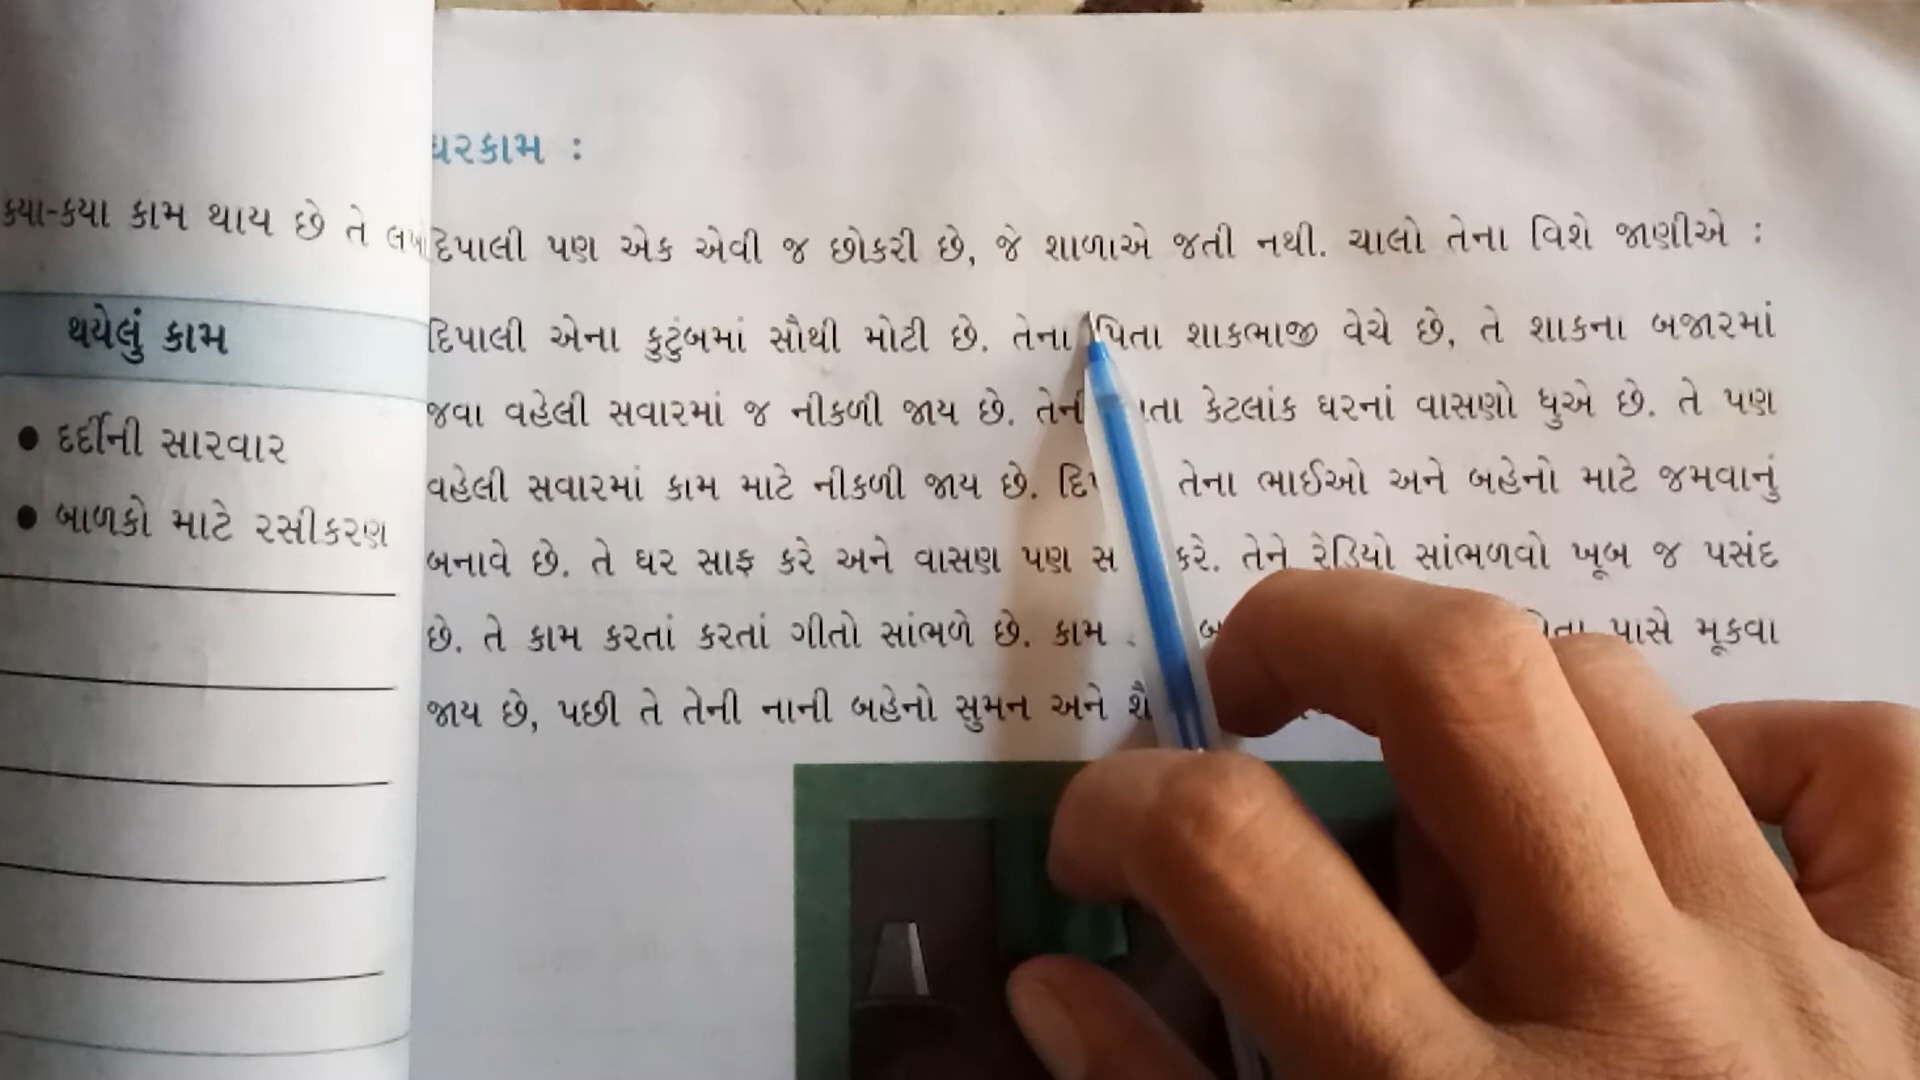 ક્યા-કયા કામ થાય છે તે
થયેલું કામ
● દર્દીની સારવાર
● બાળકો માટે રસીકરણ
ઘરકામ :
દિપાલી પણ એક એવી જ છોકરી છે, જે શાળાએ જતી નથી. ચાલો તેના વિશે જાણીએ :
દિપાલી એના કુટુંબમાં સૌથી મોટી છે. તેના પિતા શાકભાજી વેચે છે, તે શાકના બજારમાં
જવા વહેલી સવારમાં જ નીકળી જાય છે. તેની કેટલાંક ઘરનાં વાસણો ધુએ છે. તે પણ
વહેલી સવારમાં કામ માટે નીકળી જાય છે. તેના ભાઈઓ અને બહેનો માટે જમવાનું
બનાવે છે. તે ઘર સાફ કરે અને વાસણ પણ કરે. તેને રેડિયો સાંભળવો ખૂબ જ પસંદ
છે. તે કામ કરતાં કરતાં ગીતો સાંભળે છે. કામ પાસે મૂકવા
જાય છે, પછી તે તેની નાની બહેનો સુમન અને